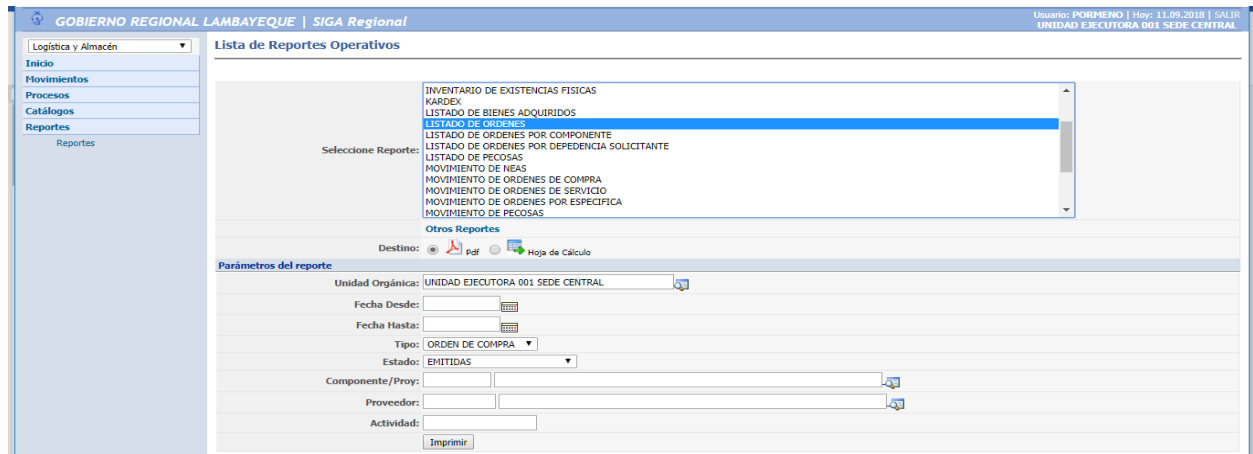 GOBIERNO REGIONAL LAMBAYEQUE | SIGA Regional
Usuario: PORMENO | Hoy: 11.09.2018 | SALIR
UNIDAD EJECUTORA 001 SEDE CENTRAL
Logística y Almacén
Inicio
Movimientos
Procesos
Catálogos
Reportes
Reportes
Lista de Reportes Operativos
Seleccione Reporte:
INVENTARIO DE EXISTENCIAS FISICAS
KARDEX
LISTADO DE BIENES ADQUIRIDOS
LISTADO DE ORDENES
LISTADO DE ORDENES POR COMPONENTE
LISTADO DE ORDENES POR DEPEDENCIA SOLICITANTE
LISTADO DE PECOSAS
MOVIMIENTO DE NEAS
MOVIMIENTO DE ORDENES DE COMPRA
MOVIMIENTO DE ORDENES DE SERVICIO
MOVIMIENTO DE ORDENES POR ESPECIFICA
MOVIMIENTO DE PECOSAS
Otros Reportes
Destino: Pdf Hoja de Cálculo
Parámetros del reporte
Unidad Orgánica: UNIDAD EJECUTORA 001 SEDE CENTRAL
Fecha Desde:
Fecha Hasta:
Tipo: ORDEN DE COMPRA
Estado: EMITIDAS
Componente/Proy:
Proveedor:
Actividad:
Imprimir